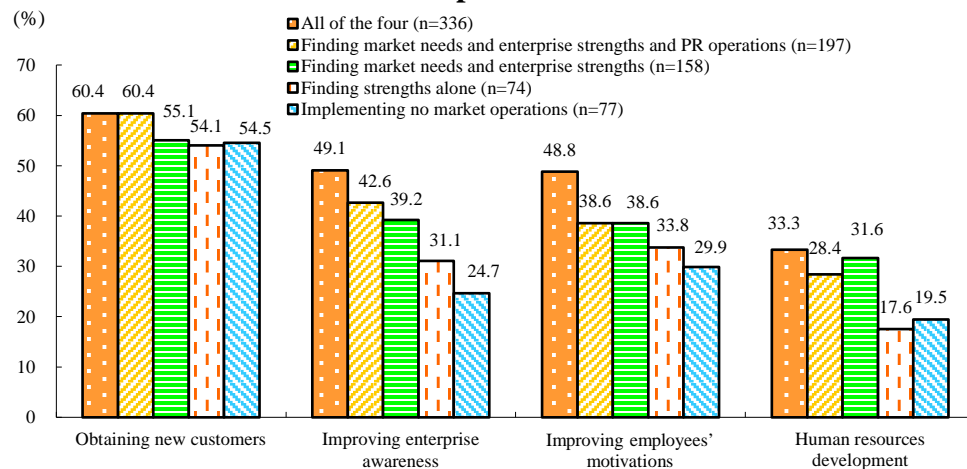 (%)
All of the four (n=336)
Finding market needs and enterprise strengths and PR operations (n=197)
Finding market needs and enterprise strengths (n=158)
Finding strengths alone (n=74)
Implementing no market operations (n=77)
70
60
50
40
30
20
10
0
60.4 60.4 55.1 54.1 54.5
49.1 42.6 39.2 31.1 24.7
48.8 38.6 38.6 33.8 29.9
33.3 28.4 31.6 17.6 19.5
Obtaining new customers
Improving enterprise
awareness
Improving employees’
motivations
Human resources
development